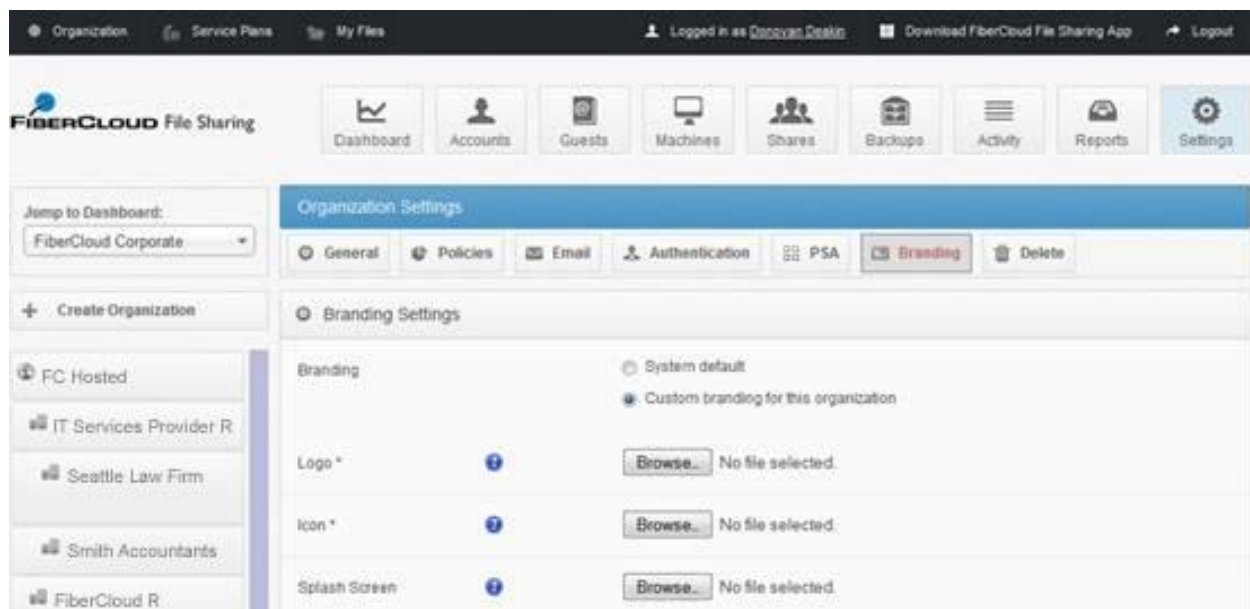 Organization Service Plans My Files Logged in as Donovan Deakin Download FiberCloud File Sharing App Logout
FIBERCLOUD File Sharing
Dashboard Accounts Guests Machines Shares Backups Activity Reports Settings
Jump to Dashboard:
FiberCloud Corporate
Create Organization
FC Hosted
IT Services Provider R
Seattle Law Firm
Smith Accountants
FiberCloud R
Organization Settings
General Policies Email Authentication PSA Branding Delete
Branding Settings
Branding
System default
Custom branding for this organization
Logo * ? Browse.. No file selected.
Icon * ? Browse.. No file selected.
Splash Screen ? Browse.. No file selected.